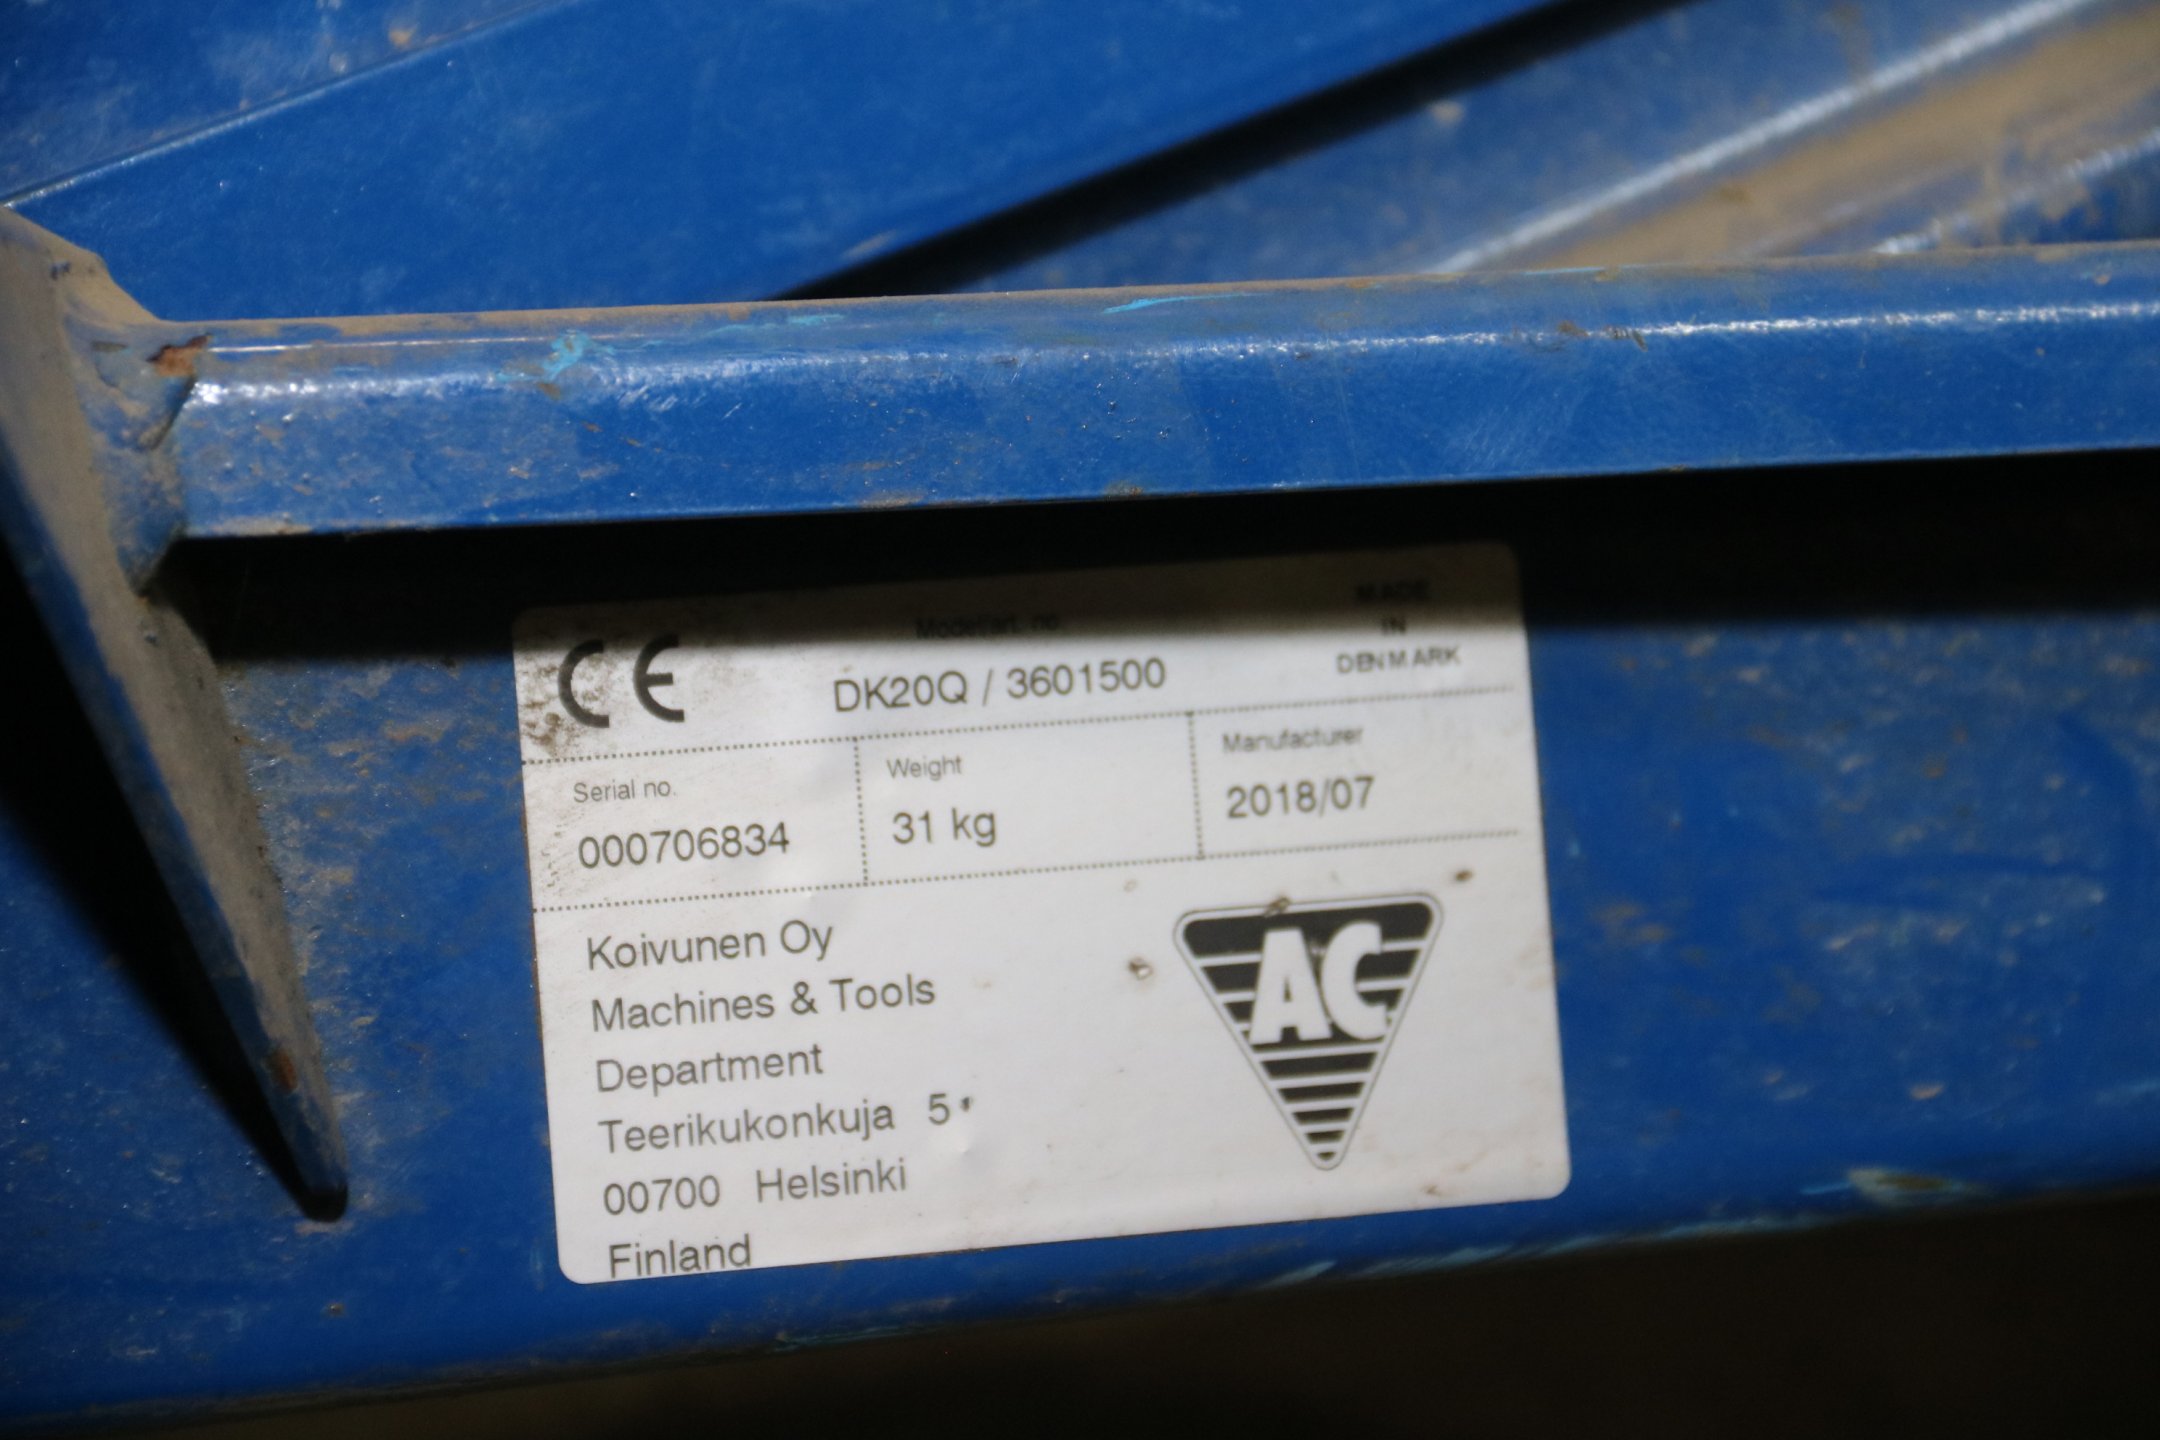 CE
Model/art. no.
DK20Q / 3601500
MADE
IN
DENMARK
Serial no.
000706834
Weight
31 kg
Manufacturer
2018/07
Koivunen Oy
Machines & Tools
Department
Teerikukonkuja 5
00700 Helsinki
Finland
AC